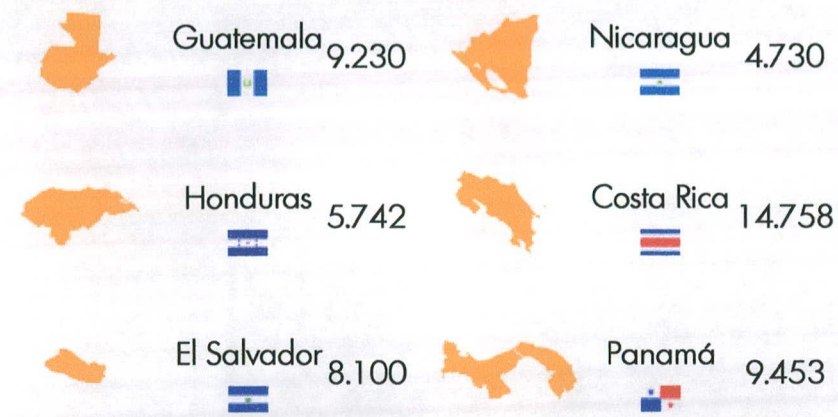 Guatemala 9.230
Nicaragua 4.730
Honduras 5.742
Costa Rica 14.758
El Salvador 8.100
Panamá 9.453